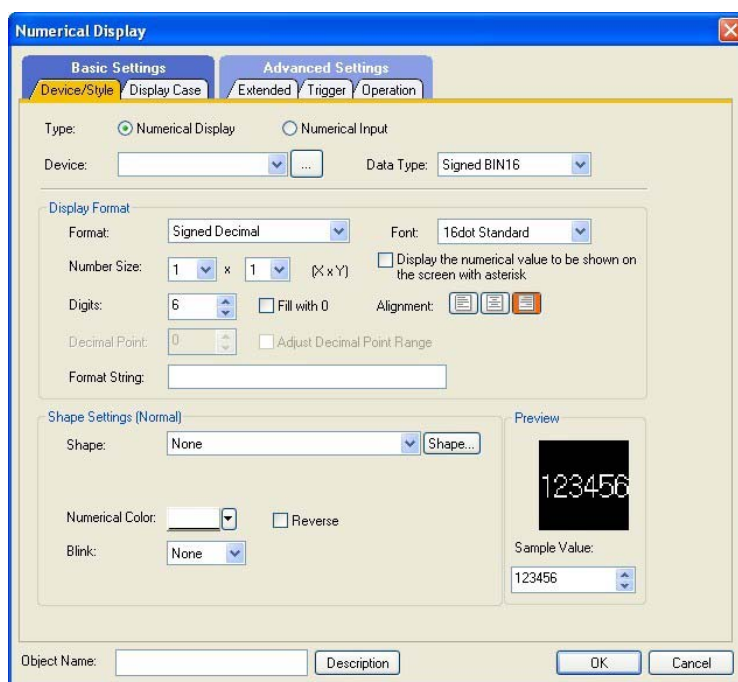 Numerical Display
Basic Settings Advanced Settings
Device/Style Display Case Extended Trigger Operation
Type: Numerical Display Numerical Input
Device: ... Data Type: Signed BIN16
Display Format
Format: Signed Decimal Font: 16dot Standard
Number Size: 1 x 1 (X x Y) Display the numerical value to be shown on
the screen with asterisk
Digits: 6 Fill with 0 Alignment:
Decimal Point: 0 Adjust Decimal Point Range
Format String:
Shape Settings (Normal) Preview
Shape: None Shape...
123456
Numerical Color: Reverse
Blink: None Sample Value:
123456
Object Name: Description OK Cancel